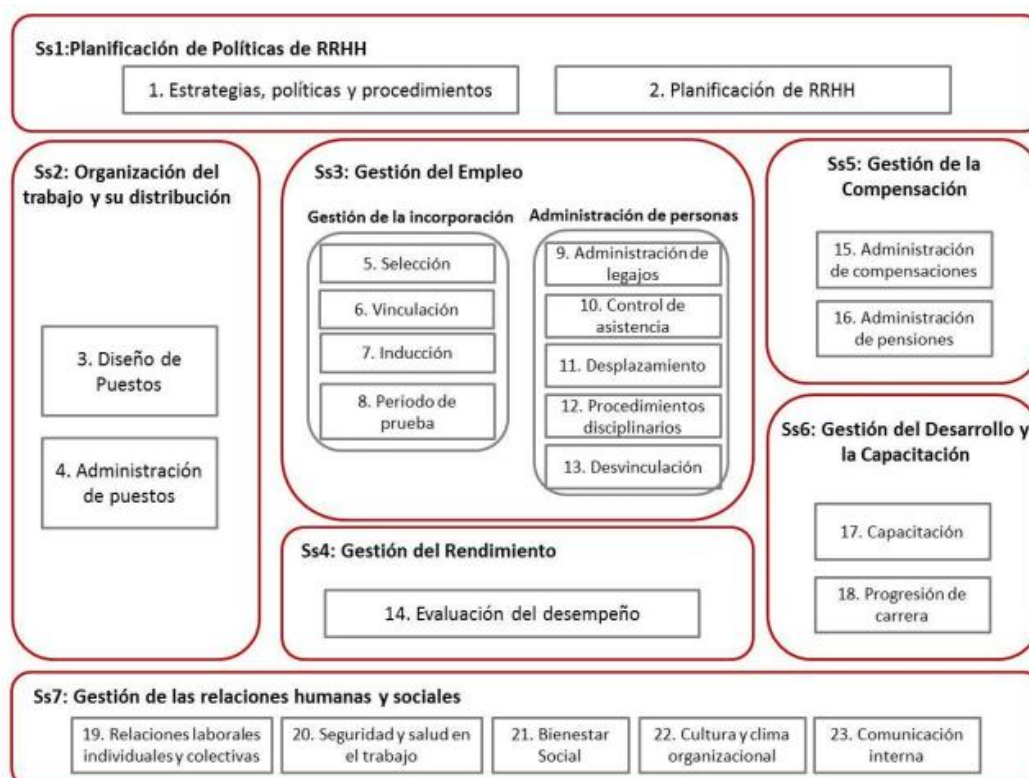 Ss1:Planificación de Políticas de RRHH
1. Estrategias, políticas y procedimientos
2. Planificación de RRHH
Ss2: Organización del
trabajo y su distribución
3. Diseño de
Puestos
4. Administración
de puestos
Ss3: Gestión del Empleo
Gestión de la incorporación
5. Selección
6. Vinculación
7. Inducción
8. Periodo de
prueba
Administración de personas
9. Administración de
legajos
10. Control de
asistencia
11. Desplazamiento
12. Procedimientos
disciplinarios
13. Desvinculación
Ss4: Gestión del Rendimiento
14. Evaluación del desempeño
Ss5: Gestión de la
Compensación
15. Administración
de compensaciones
16. Administración
de pensiones
Ss6: Gestión del Desarrollo y
la Capacitación
17. Capacitación
18. Progresión de
carrera
Ss7: Gestión de las relaciones humanas y sociales
19. Relaciones laborales
individuales y colectivas
20. Seguridad y salud en
el trabajo
21. Bienestar
Social
22. Cultura y clima
organizacional
23. Comunicación
interna